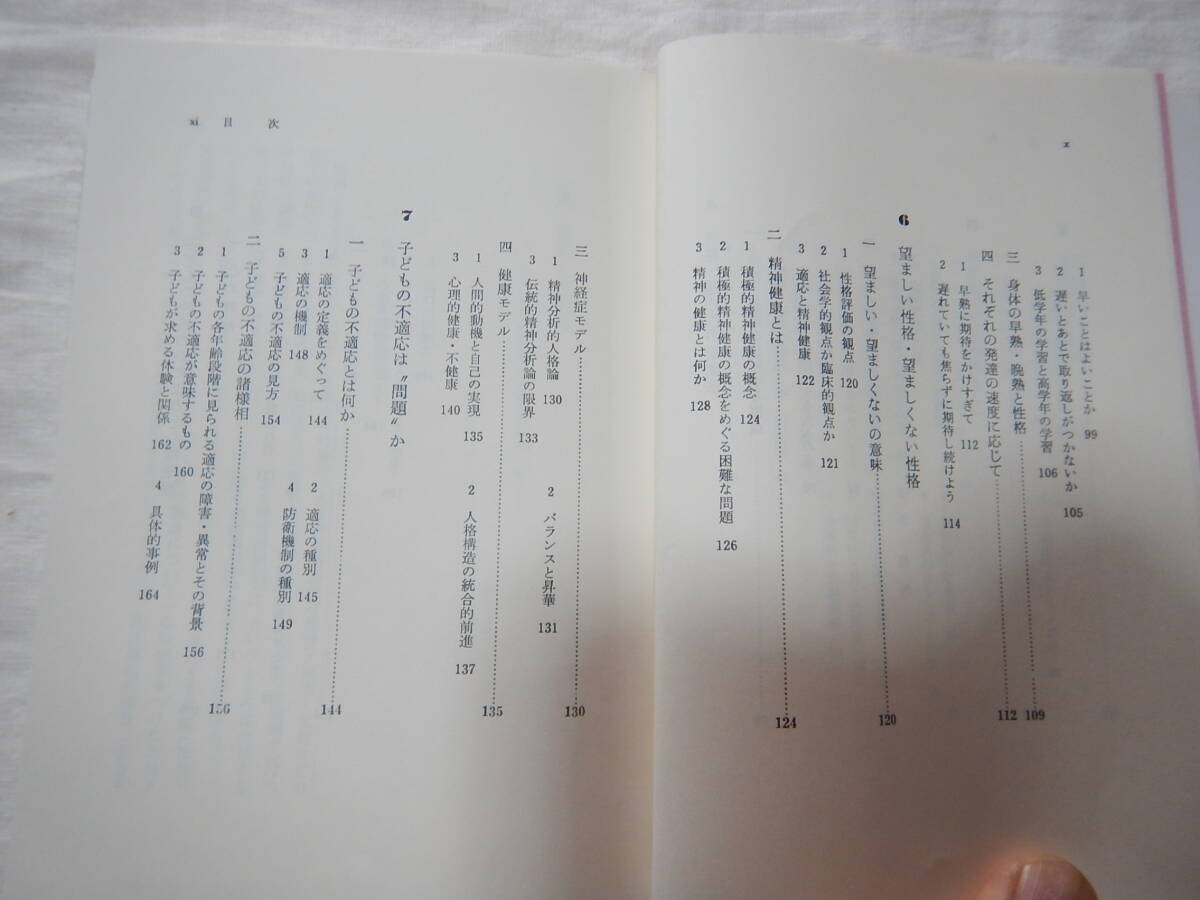 x
1 早いことはよいことか 99
2 遅いとあとで取り返しがつかないか 105
3 低学年の学習と高学年の学習 106
三 身体の早熟・晩熟と性格 109
四 それぞれの発達の速度に応じて 112
1 早熟に期待をかけすぎて 112
2 遅れていても焦らずに期待し続けよう 114
6 望ましい性格・望ましくない性格
一 望ましい・望ましくないの意味 120
1 性格評価の観点 120
2 社会学的観点か臨床的観点か 121
3 適応と精神健康 122
二 精神健康とは 124
1 積極的精神健康の概念 124
2 積極的精神健康の概念をめぐる困難な問題 126
3 精神の健康とは何か 128
xi 目次
三 神経症モデル 130
1 精神分析的人格論 130 2 バランスと昇華 131
3 伝統的精神分析論の限界 133
四 健康モデル 135
1 人間的動機と自己の実現 135 2 人格構造の統合的前進 137
3 心理的健康・不健康 140
7 子どもの不適応は〝問題〟か
一 子どもの不適応とは何か 144
1 適応の定義をめぐって 144 2 適応の種別 145
3 適応の機制 148 4 防衛機制の種別 149
5 子どもの不適応の見方 154
二 子どもの不適応の諸様相 156
1 子どもの各年齢段階に見られる適応の障害・異常とその背景 156
2 子どもの不適応が意味するもの 160
3 子どもが求める体験と関係 162 4 具体的事例 164